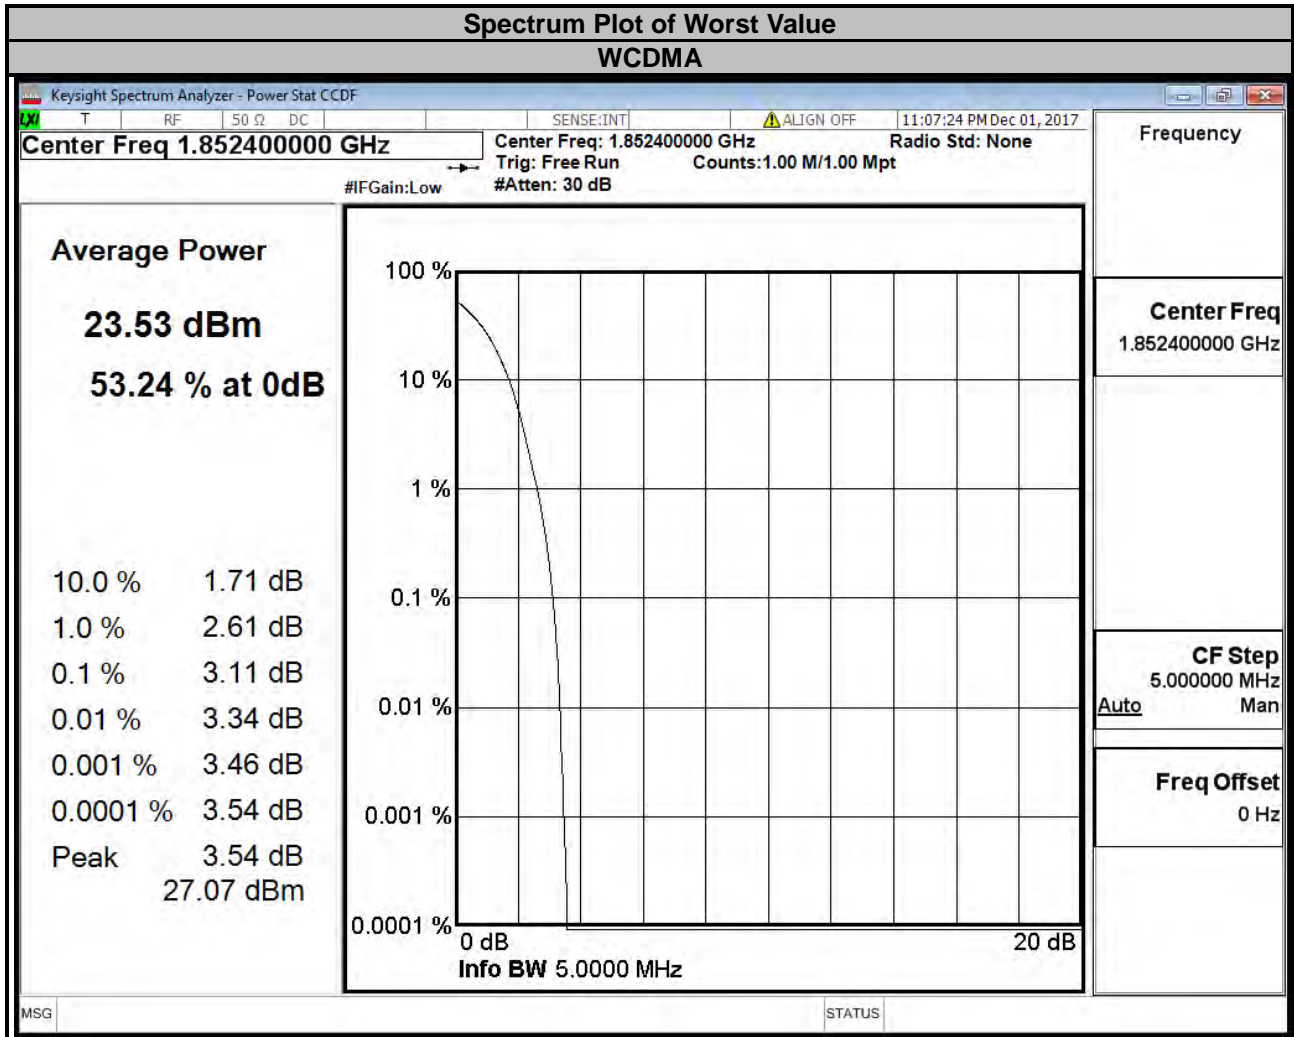 Spectrum Plot of Worst Value
WCDMA
Keysight Spectrum Analyzer - Power Stat CCDF
LXI T RF 50 Ω DC SENSE:INT ALIGN OFF 11:07:24 PM Dec 01, 2017
Center Freq 1.852400000 GHz
Center Freq: 1.852400000 GHz Radio Std: None
Trig: Free Run Counts:1.00 M/1.00 Mpt
#IFGain:Low #Atten: 30 dB
Average Power
23.53 dBm
53.24 % at 0dB
10.0 % 1.71 dB
1.0 % 2.61 dB
0.1 % 3.11 dB
0.01 % 3.34 dB
0.001 % 3.46 dB
0.0001 % 3.54 dB
Peak 3.54 dB
27.07 dBm
100 %
10 %
1 %
0.1 %
0.01 %
0.001 %
0.0001 %
0 dB 20 dB
Info BW 5.0000 MHz
Frequency
Center Freq
1.852400000 GHz
CF Step
5.000000 MHz
Auto Man
Freq Offset
0 Hz
MSG STATUS